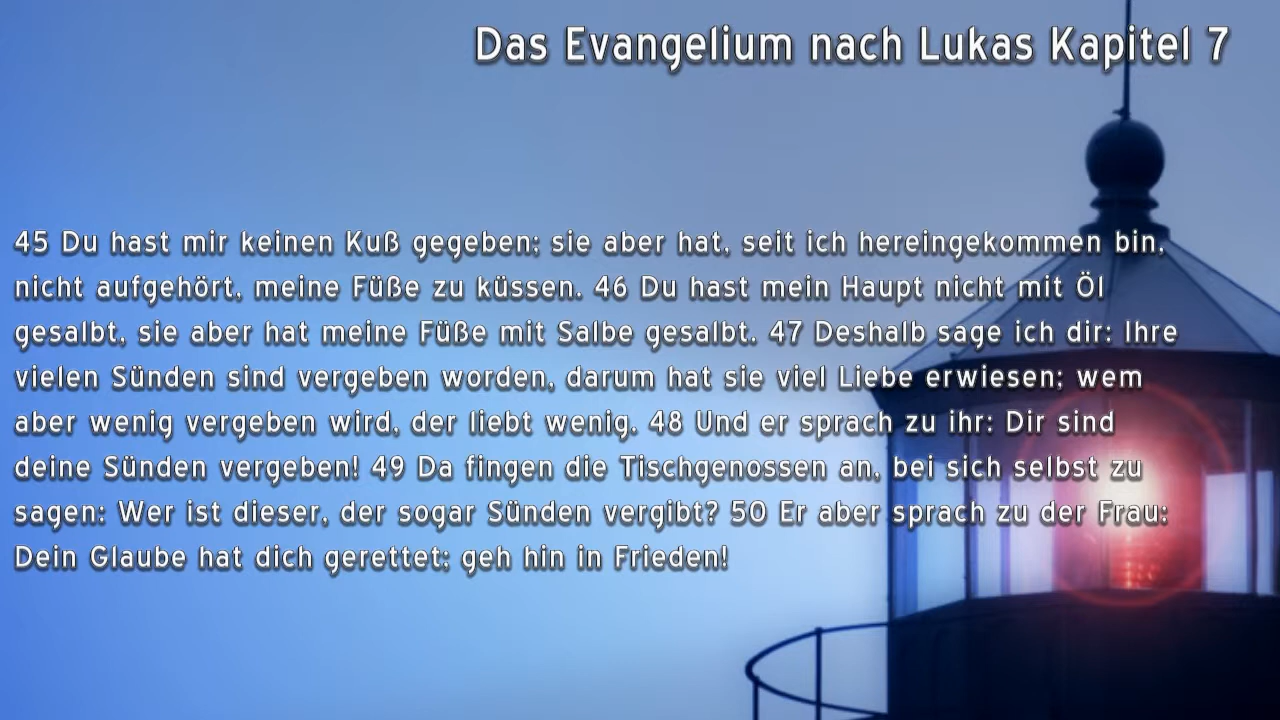 Das Evangelium nach Lukas Kapitel 7
45 Du hast mir keinen Kuß gegeben; sie aber hat, seit ich hereingekommen bin,
nicht aufgehört, meine Füße zu küssen. 46 Du hast mein Haupt nicht mit Öl
gesalbt, sie aber hat meine Füße mit Salbe gesalbt. 47 Deshalb sage ich dir: Ihre
vielen Sünden sind vergeben worden, darum hat sie viel Liebe erwiesen; wem
aber wenig vergeben wird, der liebt wenig. 48 Und er sprach zu ihr: Dir sind
deine Sünden vergeben! 49 Da fingen die Tischgenossen an, bei sich selbst zu
sagen: Wer ist dieser, der sogar Sünden vergibt? 50 Er aber sprach zu der Frau:
Dein Glaube hat dich gerettet; geh hin in Frieden!